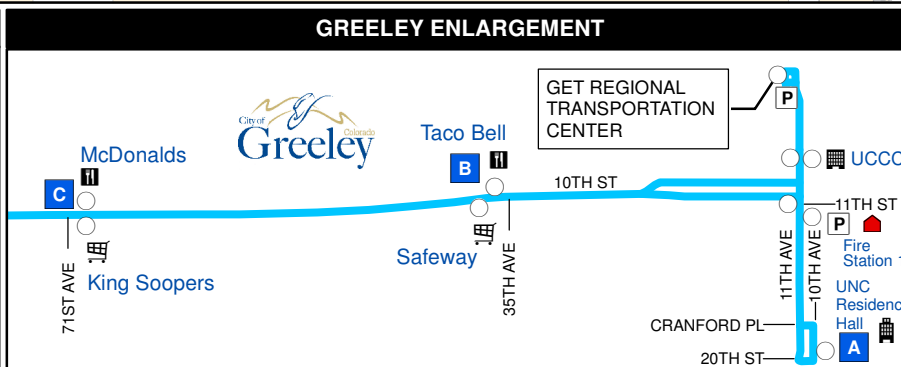 GREELEY ENLARGEMENT
GET REGIONAL
TRANSPORTATION
CENTER
P
City of
Greeley
Colorado
Taco Bell
McDonalds
B
C
UCCC
10TH ST
11TH ST
P
Fire
Station 1
Safeway
King Soopers
71ST AVE
35TH AVE
11TH AVE
10TH AVE
UNC
Hall
CRANFORD PL
A
20TH ST